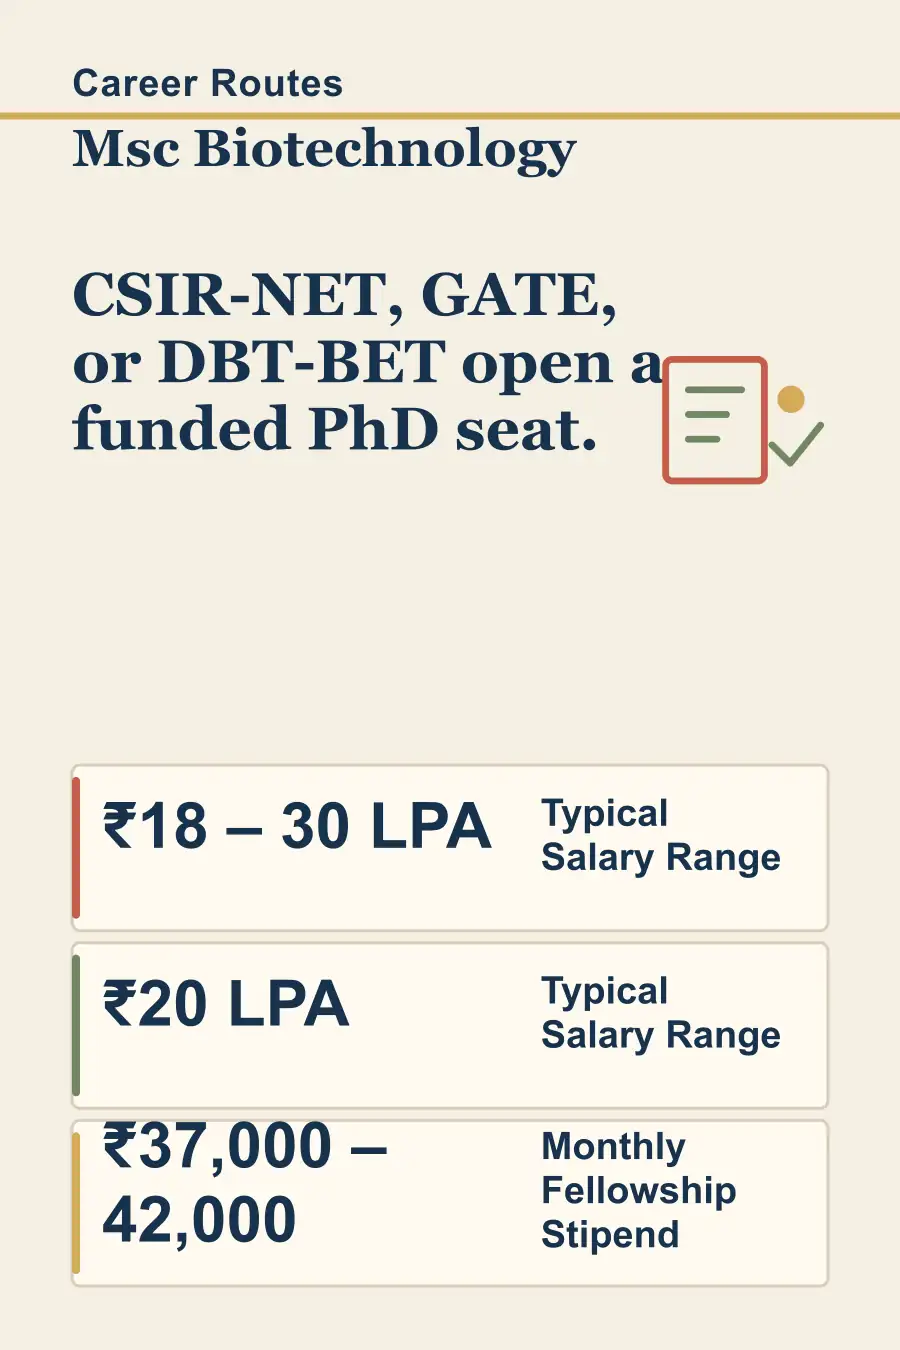 Career Routes
Msc Biotechnology
CSIR-NET, GATE,
or DBT-BET open a
funded PhD seat.
₹18 – 30 LPA
Typical
Salary Range
₹20 LPA
Typical
Salary Range
₹37,000 –
42,000
Monthly
Fellowship
Stipend